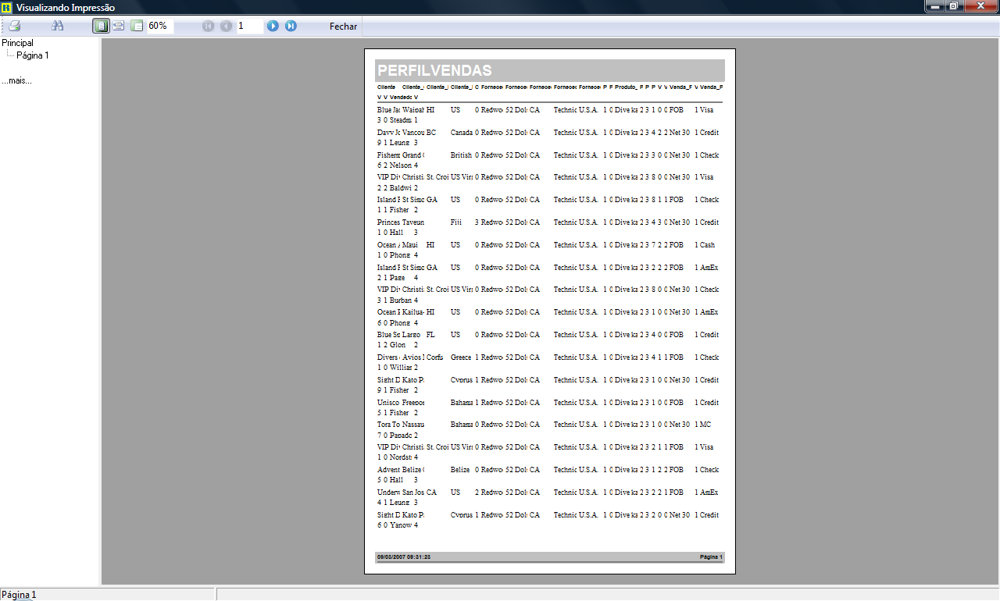 Visualizando Impressão
60% 1 Fechar
Principal
Página 1
...mais...
PERFILVENDAS
Cliente Cliente_ Cliente_ Cliente_ C Fornece Fornece Fornece Fornece Fornece P P Produto_ P P P V V Venda_F V Venda_F
V V Vendedo V
Blue Jac Waipah HI US 0 Redwo 52 Dol CA Technic U.S.A. 1 0 Dive ka 2 3 1 0 0 FOB 1 Visa
3 0 Steadm 1
Davy Jo Vancou BC Canada 0 Redwo 52 Dol CA Technic U.S.A. 1 0 Dive ka 2 3 4 2 2 Net 30 1 Credit
9 1 Leung 3
Fisherm Grand C British 0 Redwo 52 Dol CA Technic U.S.A. 1 0 Dive ka 2 3 3 0 0 Net 30 1 Check
6 2 Nelson 4
VIP Div Christi St. Croi US Virg 0 Redwo 52 Dol CA Technic U.S.A. 1 0 Dive ka 2 3 8 0 0 Net 30 1 Visa
2 2 Baldwi 2
Island F St Simo GA US 0 Redwo 52 Dol CA Technic U.S.A. 1 0 Dive ka 2 3 8 1 1 FOB 1 Check
1 1 Fisher 2
Princes Taveun Fiji 3 Redwo 52 Dol CA Technic U.S.A. 1 0 Dive ka 2 3 4 3 0 Net 30 1 Credit
1 0 Hall 3
Ocean A Maui HI US 0 Redwo 52 Dol CA Technic U.S.A. 1 0 Dive ka 2 3 7 2 2 FOB 1 Cash
1 0 Phong 4
Island F St Simo GA US 0 Redwo 52 Dol CA Technic U.S.A. 1 0 Dive ka 2 3 2 2 2 FOB 1 AmEx
2 1 Page 4
VIP Div Christi St. Croi US Virg 0 Redwo 52 Dol CA Technic U.S.A. 1 0 Dive ka 2 3 8 0 0 Net 30 1 Check
3 1 Burban 4
Ocean P Kailua- HI US 0 Redwo 52 Dol CA Technic U.S.A. 1 0 Dive ka 2 3 1 0 0 Net 30 1 AmEx
6 0 Phong 4
Blue Sp Largo FL US 0 Redwo 52 Dol CA Technic U.S.A. 1 0 Dive ka 2 3 4 0 0 FOB 1 Credit
1 2 Glon 2
Divers Avios I Corfu Greece 1 Redwo 52 Dol CA Technic U.S.A. 1 0 Dive ka 2 3 4 1 1 FOB 1 Check
1 0 Willian 2
Sight D Kato Pa Cyprus 1 Redwo 52 Dol CA Technic U.S.A. 1 0 Dive ka 2 3 1 0 0 Net 30 1 Credit
9 1 Fisher 2
Unisco Freepor Bahama 1 Redwo 52 Dol CA Technic U.S.A. 1 0 Dive ka 2 3 1 0 0 FOB 1 Credit
5 1 Fisher 2
Tora To Nassau Bahama 0 Redwo 52 Dol CA Technic U.S.A. 1 0 Dive ka 2 3 1 0 0 Net 30 1 MC
7 0 Papado 2
VIP Div Christi St. Croi US Virg 0 Redwo 52 Dol CA Technic U.S.A. 1 0 Dive ka 2 3 2 1 1 FOB 1 Visa
1 0 Nordst 4
Advent Belize C Belize 0 Redwo 52 Dol CA Technic U.S.A. 1 0 Dive ka 2 3 1 2 2 FOB 1 Check
5 0 Hall 3
Underw San Jos CA US 2 Redwo 52 Dol CA Technic U.S.A. 1 0 Dive ka 2 3 2 2 1 FOB 1 AmEx
4 1 Leung 3
Sight D Kato Pa Cyprus 1 Redwo 52 Dol CA Technic U.S.A. 1 0 Dive ka 2 3 2 0 0 Net 30 1 Credit
6 0 Yanow 4
09/03/2007 09:31:23 Página 1
Página 1